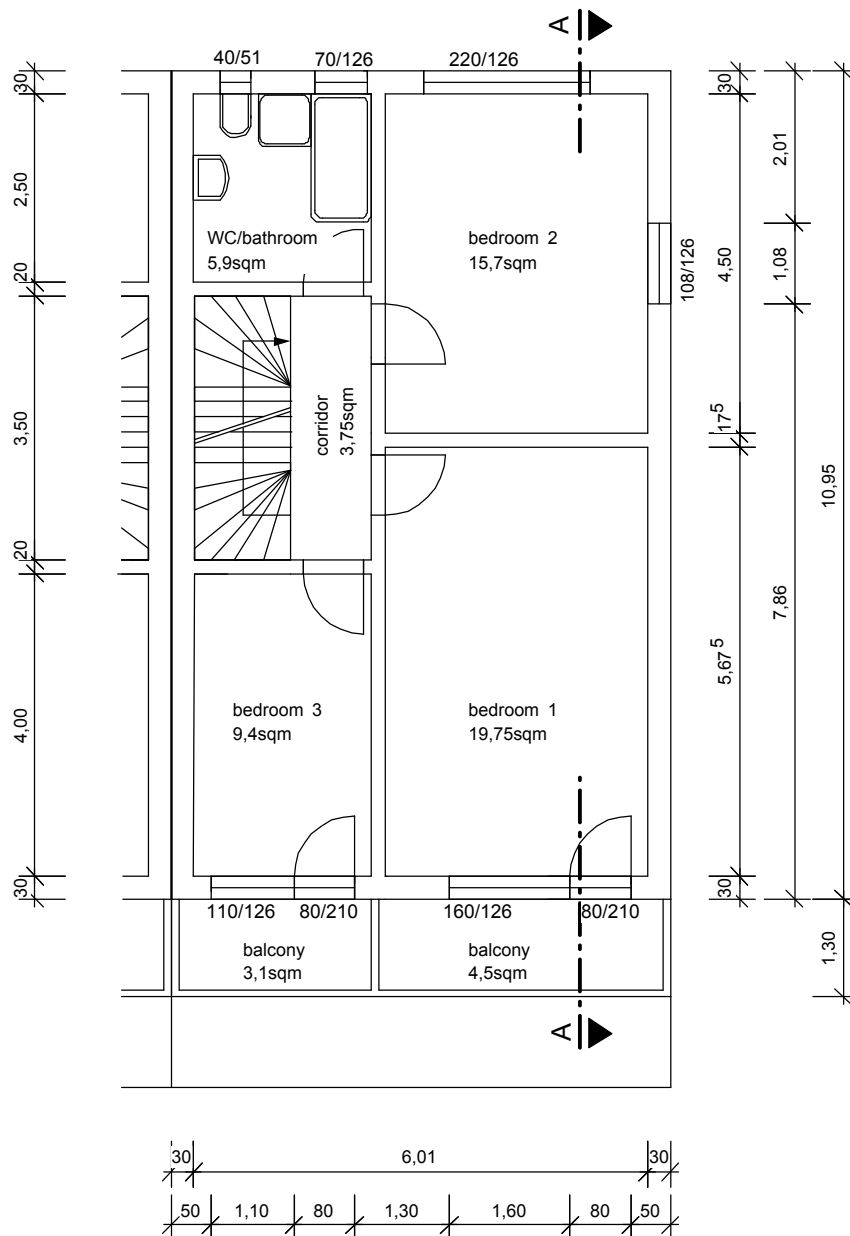 A
40/51
70/126
220/126
30
2,50
20
3,50
20
4,00
30
WC/bathroom
5,9sqm
bedroom 2
15,7sqm
108/126
corridor
3,75sqm
bedroom 3
9,4sqm
bedroom 1
19,75sqm
110/126
80/210
160/126
80/210
balcony
3,1sqm
balcony
4,5sqm
A
30
4,50
17⁵
5,67⁵
30
2,01
1,08
7,86
10,95
1,30
30
6,01
30
50
1,10
80
1,30
1,60
80
50